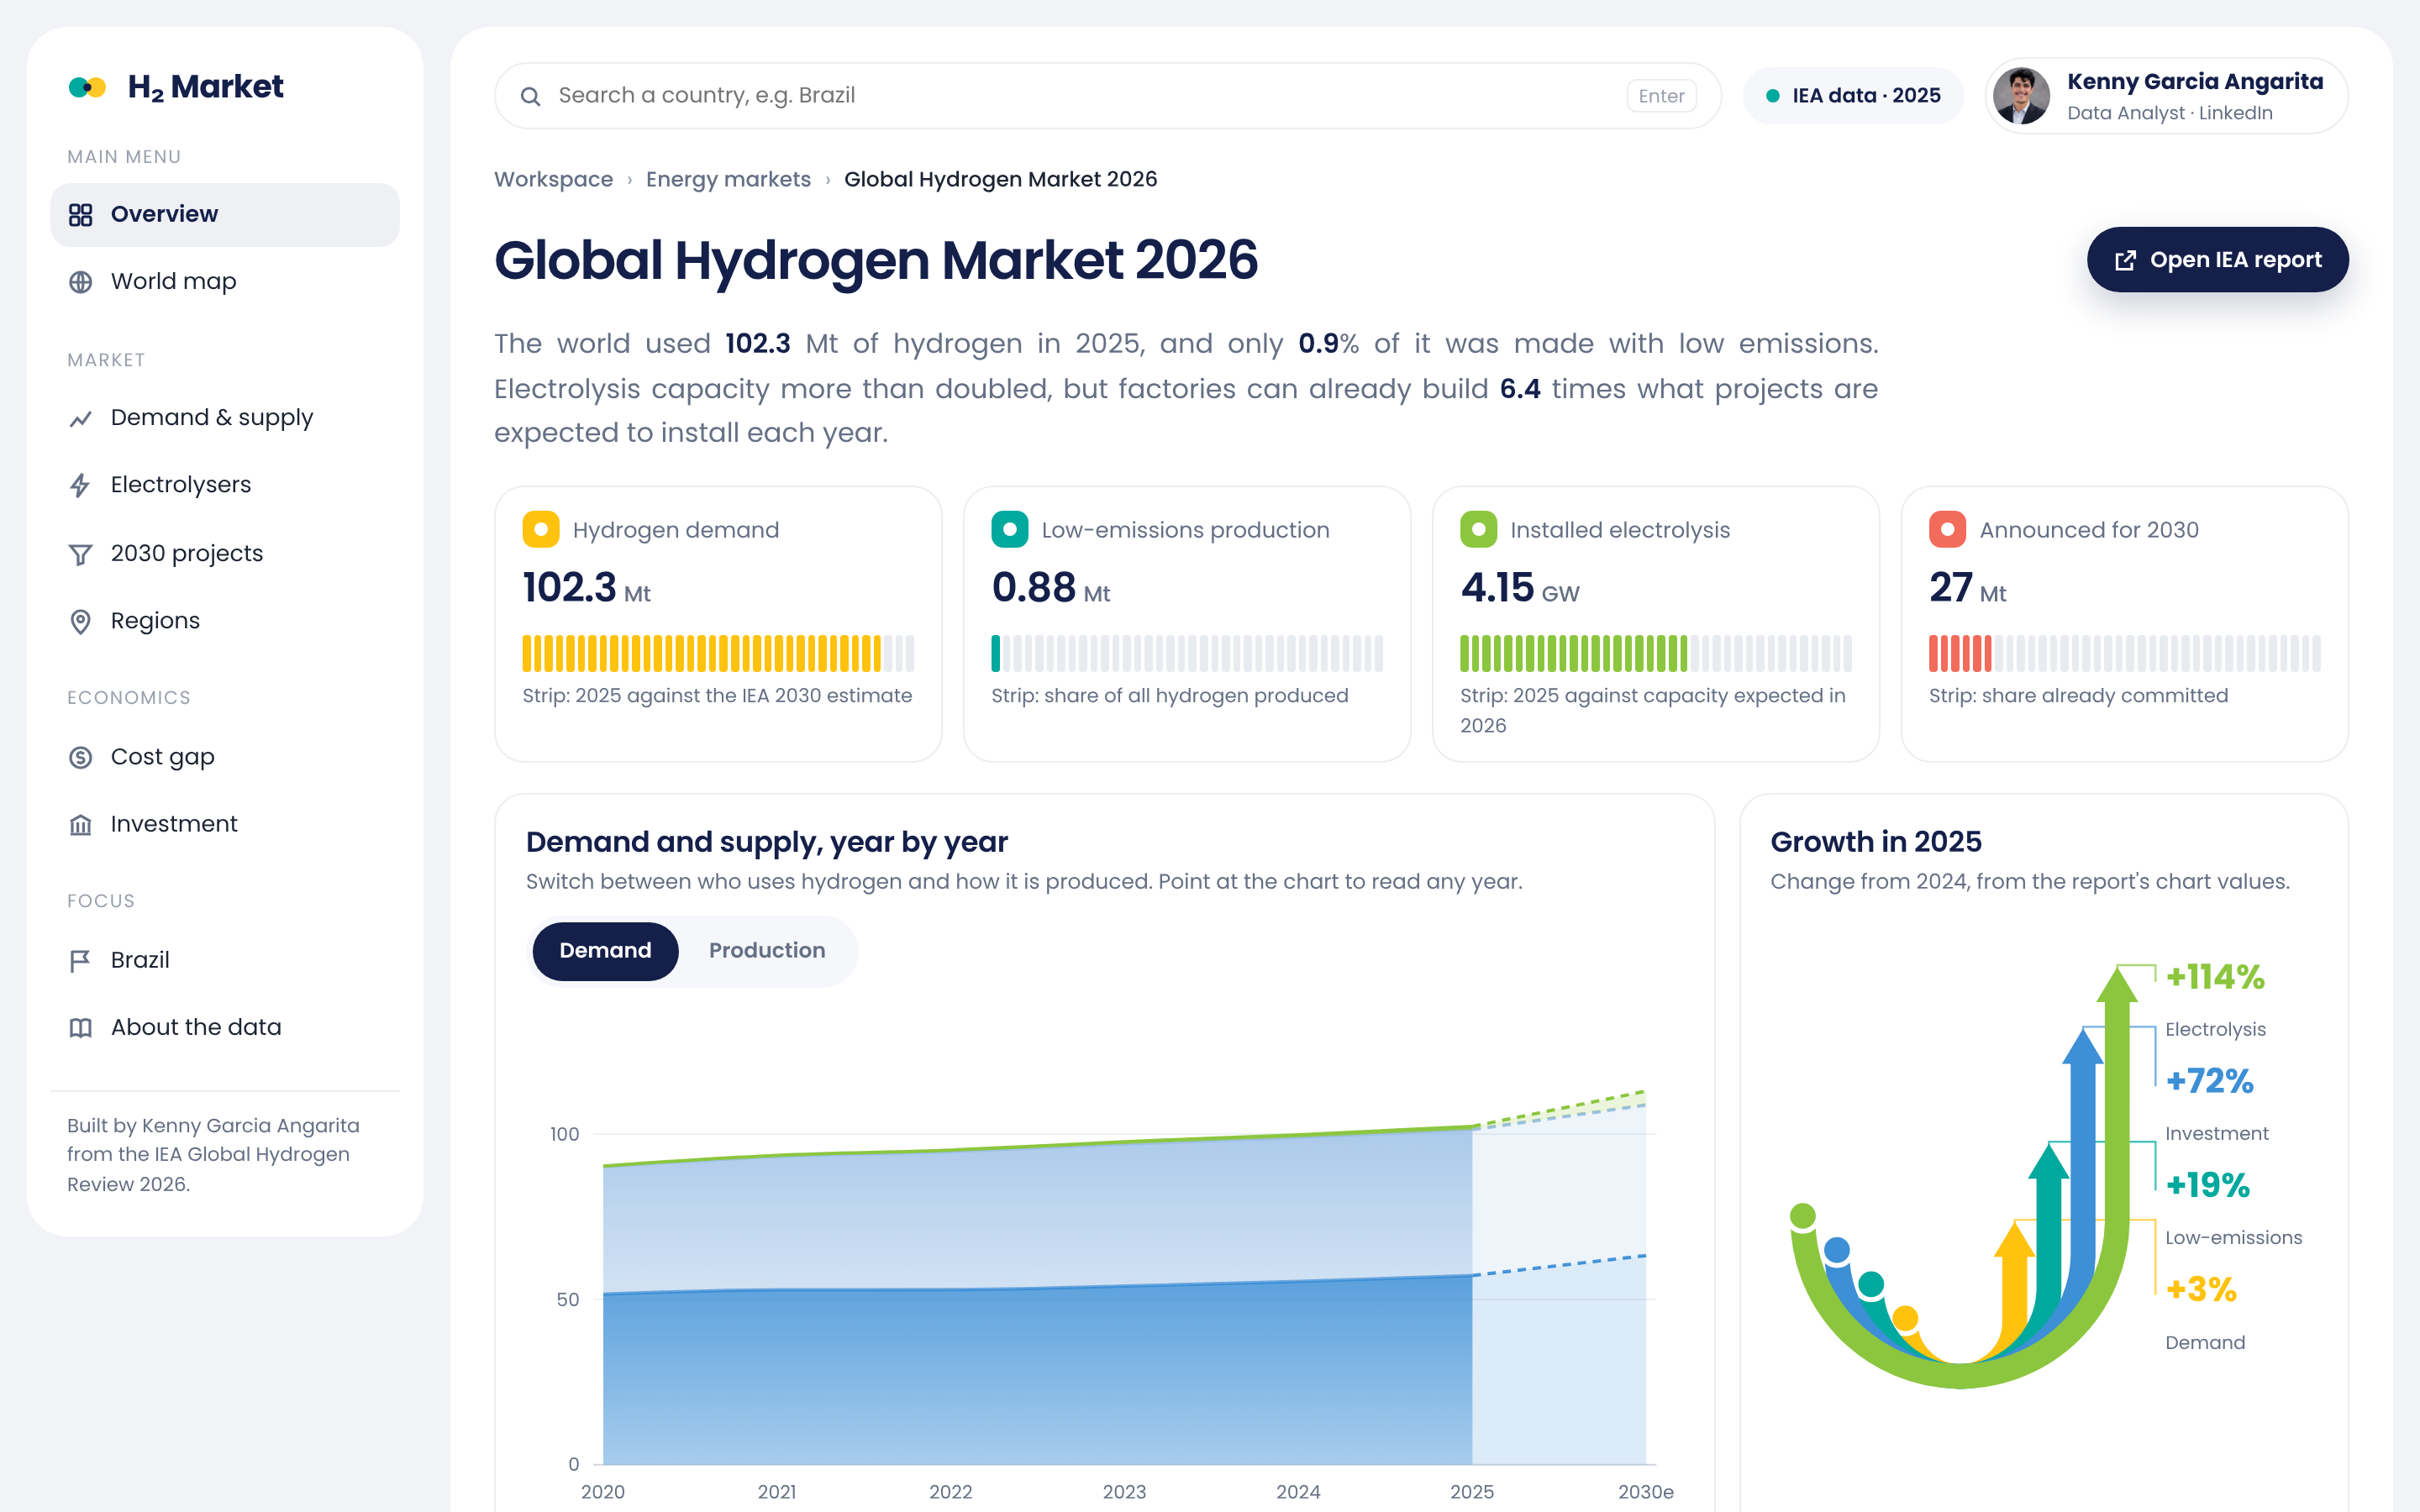 H₂ Market
MAIN MENU
Overview
World map
MARKET
Demand & supply
Electrolysers
2030 projects
Regions
ECONOMICS
Cost gap
Investment
FOCUS
Brazil
About the data
Built by Kenny Garcia Angarita
from the IEA Global Hydrogen
Review 2026.
Search a country, e.g. Brazil
Enter
IEA data · 2025
Kenny Garcia Angarita
Data Analyst · LinkedIn
Workspace › Energy markets › Global Hydrogen Market 2026
Global Hydrogen Market 2026
Open IEA report
The world used 102.3 Mt of hydrogen in 2025, and only 0.9% of it was made with low emissions.
Electrolysis capacity more than doubled, but factories can already build 6.4 times what projects are
expected to install each year.
Hydrogen demand
102.3 Mt
Strip: 2025 against the IEA 2030 estimate
Low-emissions production
0.88 Mt
Strip: share of all hydrogen produced
Installed electrolysis
4.15 GW
Strip: 2025 against capacity expected in
2026
Announced for 2030
27 Mt
Strip: share already committed
Demand and supply, year by year
Switch between who uses hydrogen and how it is produced. Point at the chart to read any year.
Demand
Production
100
50
0
2020
2021
2022
2023
2024
2025
2030e
Growth in 2025
Change from 2024, from the report's chart values.
+114%
Electrolysis
+72%
Investment
+19%
Low-emissions
+3%
Demand